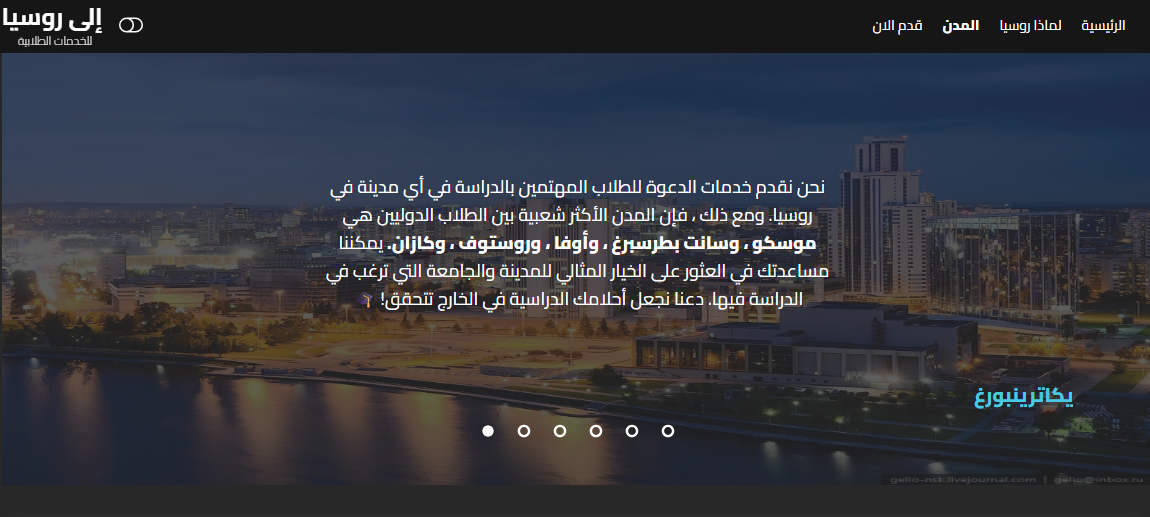 الرئيسية
لماذا روسيا
المدن
قدم الان
إلى روسيا
للخدمات الطلابية
نحن نقدم خدمات الدعوة للطلاب المهتمين بالدراسة في أي مدينة في
روسيا. ومع ذلك ، فإن المدن الأكثر شعبية بين الطلاب الدوليين هي
موسكو ، وسانت بطرسبرغ ، وأوفا ، وروستوف ، وكازان. يمكننا
مساعدتك في العثور على الخيار المثالي للمدينة والجامعة التي ترغب في
الدراسة فيها. دعنا نجعل أحلامك الدراسية في الخارج تتحقق!
يكاترينبورغ
gelio-nsk.livejournal.com | gelio@inbox.ru